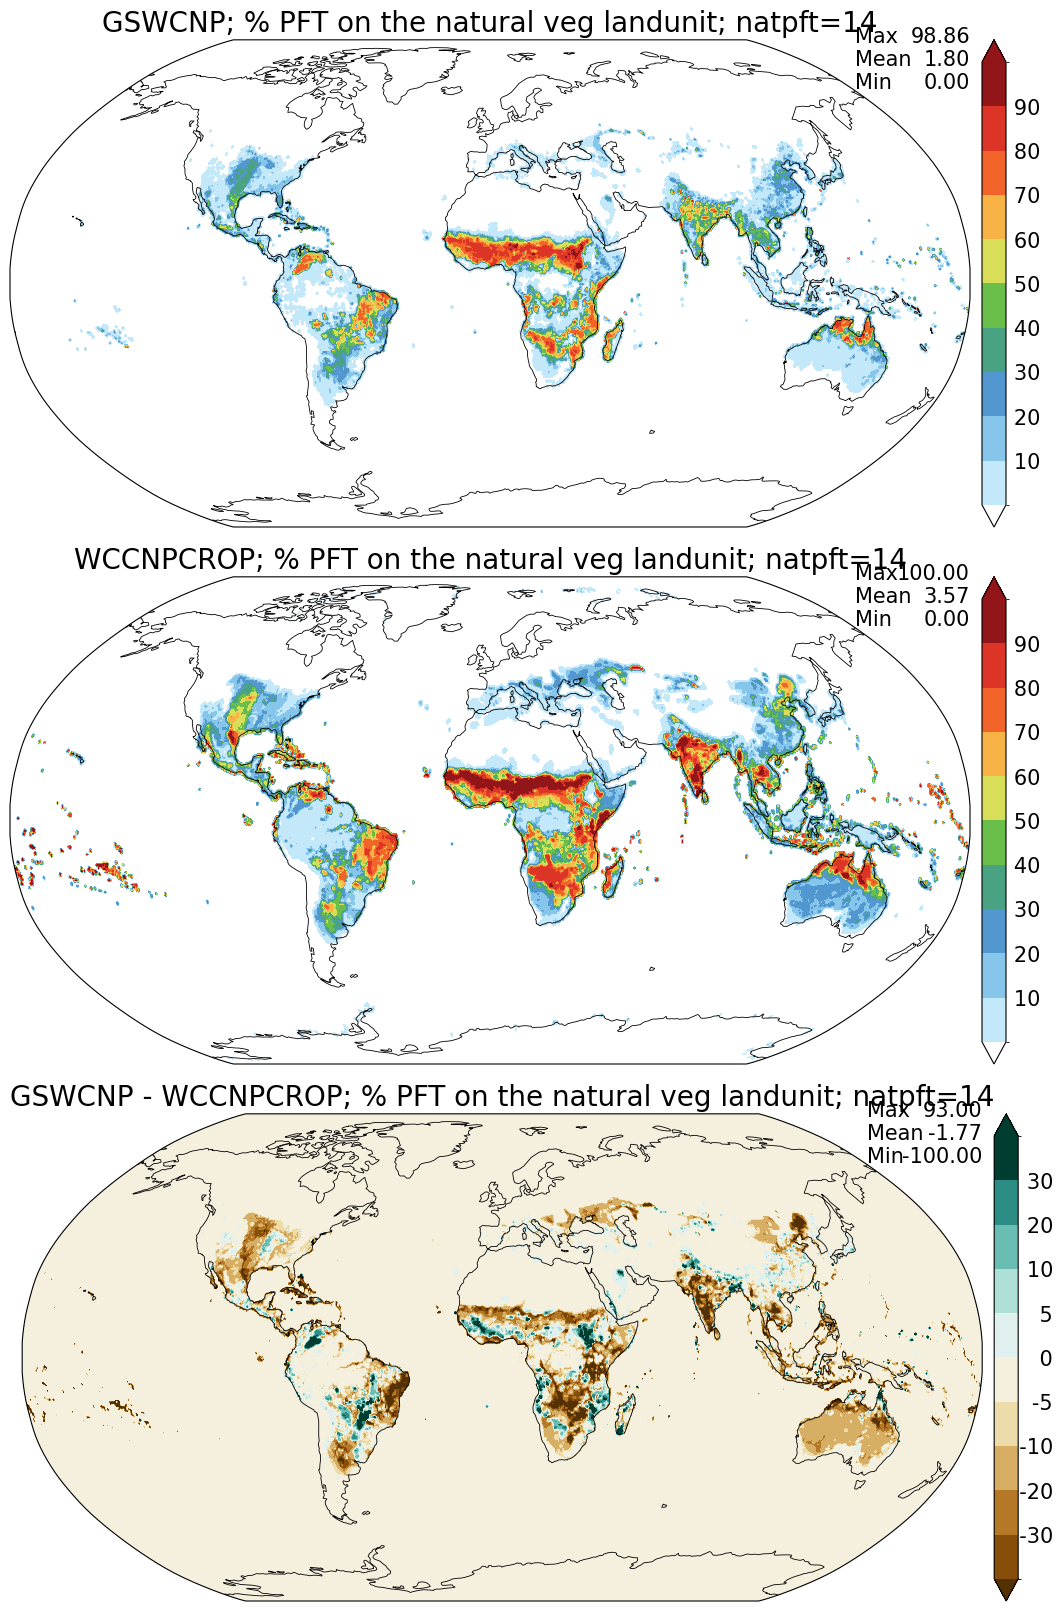 GSWCNP; % PFT on the natural veg landunit; natpft=14
Max 98.86
Mean 1.80
Min 0.00
90
80
70
60
50
40
30
20
10
WCCNPCROP; % PFT on the natural veg landunit; natpft=14
Max100.00
Mean 3.57
Min 0.00
90
80
70
60
50
40
30
20
10
GSWCNP - WCCNPCROP; % PFT on the natural veg landunit; natpft=14
Max 93.00
Mean -1.77
Min-100.00
30
20
10
5
0
-5
-10
-20
-30